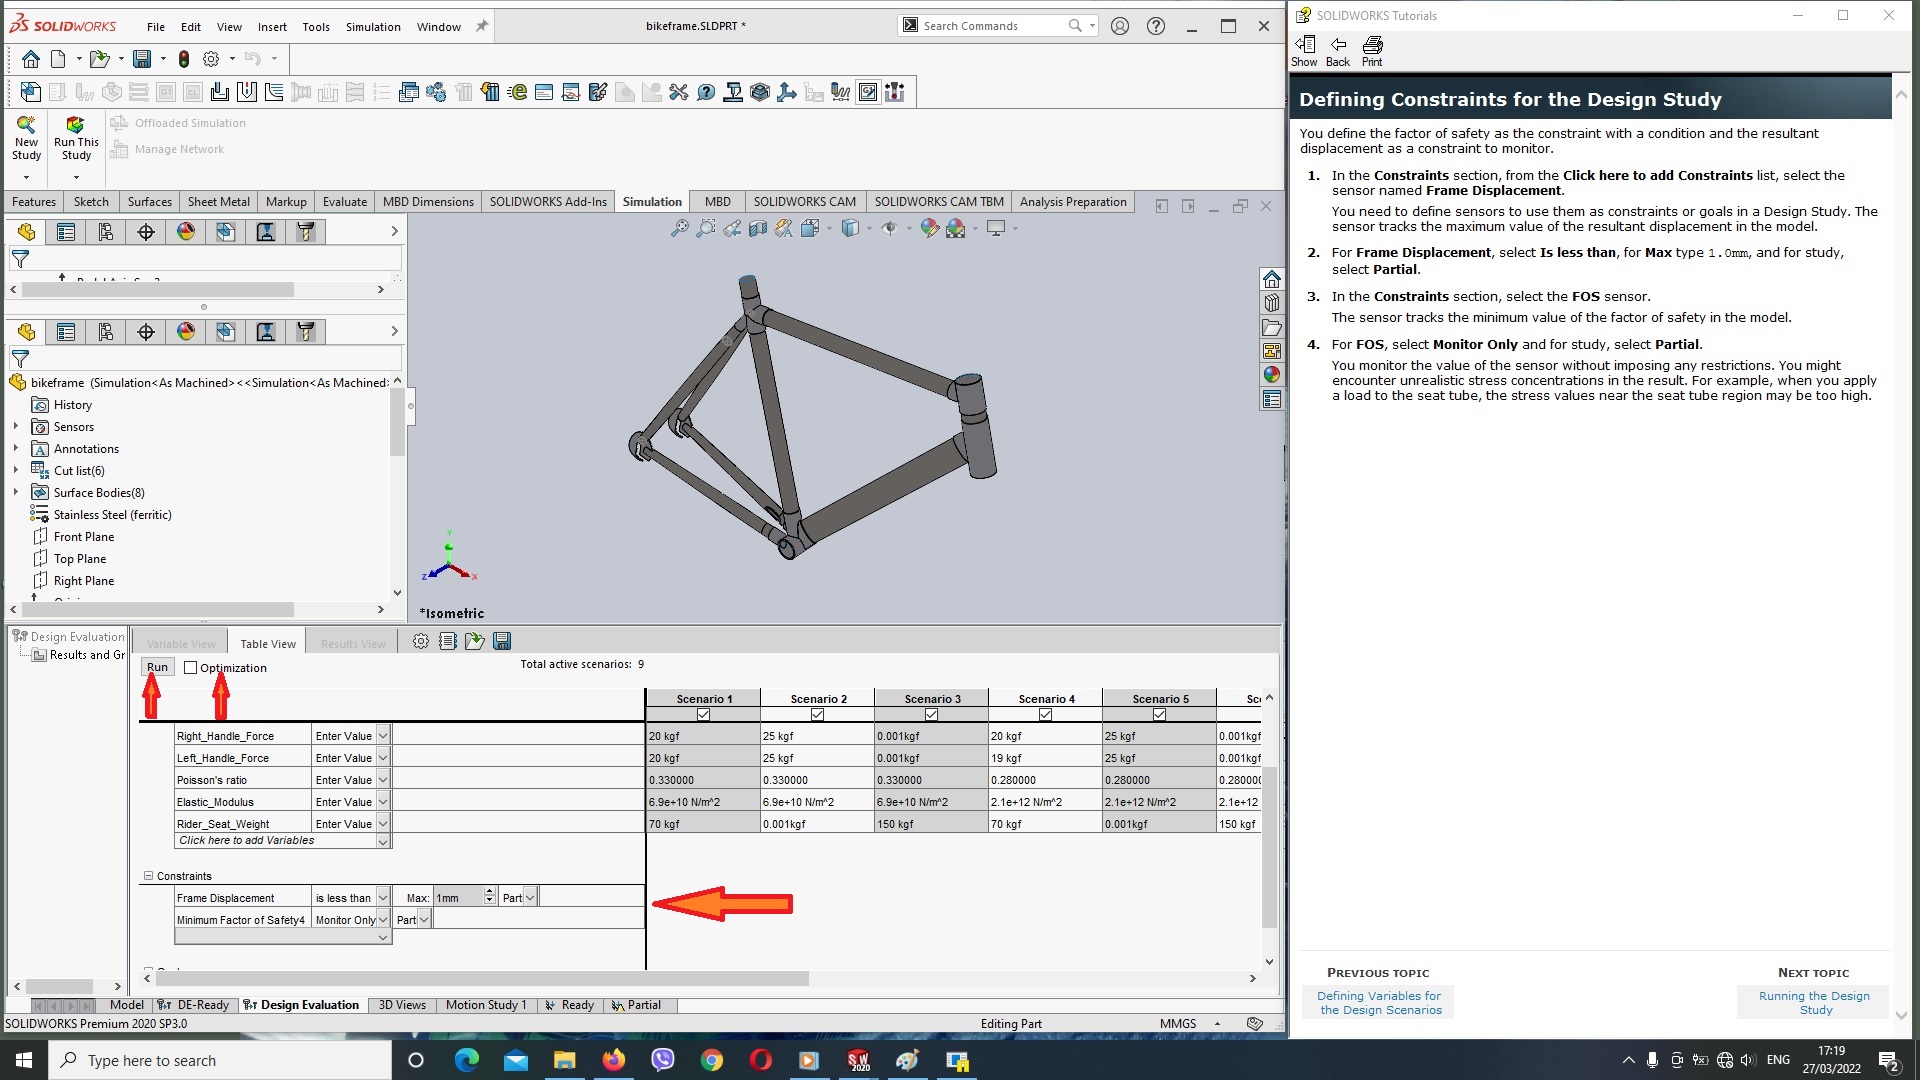 SOLIDWORKS
File Edit View Insert Tools Simulation Window
bikeframe.SLDPRT *
Search Commands
New Study
Run This Study
Offloaded Simulation
Manage Network
Features Sketch Surfaces Sheet Metal Markup Evaluate MBD Dimensions SOLIDWORKS Add-Ins Simulation MBD SOLIDWORKS CAM SOLIDWORKS CAM TBM Analysis Preparation
bikeframe (Simulation<As Machined><<Simulation<As Machined>
History
Sensors
Annotations
Cut list(6)
Surface Bodies(8)
Stainless Steel (ferritic)
Front Plane
Top Plane
Right Plane
Y
Z
X
*Isometric
Design Evaluation
Results and Gr
Variable View Table View Results View
Run Optimization Total active scenarios: 9
Scenario 1 Scenario 2 Scenario 3 Scenario 4 Scenario 5 Sc
Right_Handle_Force Enter Value 20 kgf 25 kgf 0.001kgf 20 kgf 25 kgf 0.001kgf
Left_Handle_Force Enter Value 20 kgf 25 kgf 0.001kgf 19 kgf 25 kgf 0.001kgf
Poisson's ratio Enter Value 0.330000 0.330000 0.330000 0.280000 0.280000 0.280000
Elastic_Modulus Enter Value 6.9e+10 N/m^2 6.9e+10 N/m^2 6.9e+10 N/m^2 2.1e+12 N/m^2 2.1e+12 N/m^2 2.1e+12
Rider_Seat_Weight Enter Value 70 kgf 0.001kgf 150 kgf 70 kgf 0.001kgf 150 kgf
Click here to add Variables
Constraints
Frame Displacement is less than Max: 1mm Part
Minimum Factor of Safety4 Monitor Only Part
Model DE-Ready Design Evaluation 3D Views Motion Study 1 Ready Partial
SOLIDWORKS Premium 2020 SP3.0 Editing Part MMGS
SOLIDWORKS Tutorials
Show Back Print
Defining Constraints for the Design Study
You define the factor of safety as the constraint with a condition and the resultant
displacement as a constraint to monitor.
1. In the Constraints section, from the Click here to add Constraints list, select the
sensor named Frame Displacement.
You need to define sensors to use them as constraints or goals in a Design Study. The
sensor tracks the maximum value of the resultant displacement in the model.
2. For Frame Displacement, select Is less than, for Max type 1.0mm, and for study,
select Partial.
3. In the Constraints section, select the FOS sensor.
The sensor tracks the minimum value of the factor of safety in the model.
4. For FOS, select Monitor Only and for study, select Partial.
You monitor the value of the sensor without imposing any restrictions. You might
encounter unrealistic stress concentrations in the result. For example, when you apply
a load to the seat tube, the stress values near the seat tube region may be too high.
PREVIOUS TOPIC
Defining Variables for
the Design Scenarios
NEXT TOPIC
Running the Design
Study
Type here to search
SW 2020
ENG
17:19
27/03/2022
2